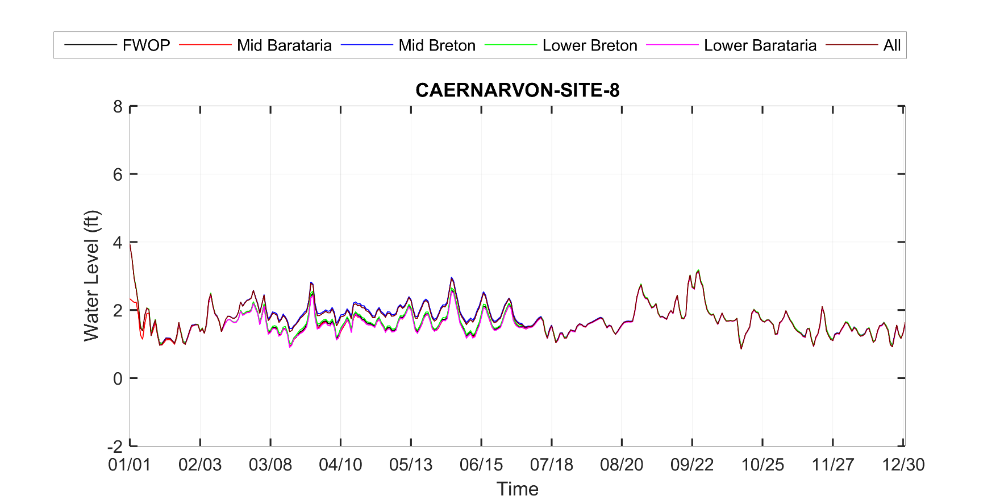 FWOP Mid Barataria Mid Breton Lower Breton Lower Barataria All
CAERNARVON-SITE-8
8
6
4
2
0
-2
Water Level (ft)
01/01 02/03 03/08 04/10 05/13 06/15 07/18 08/20 09/22 10/25 11/27 12/30
Time